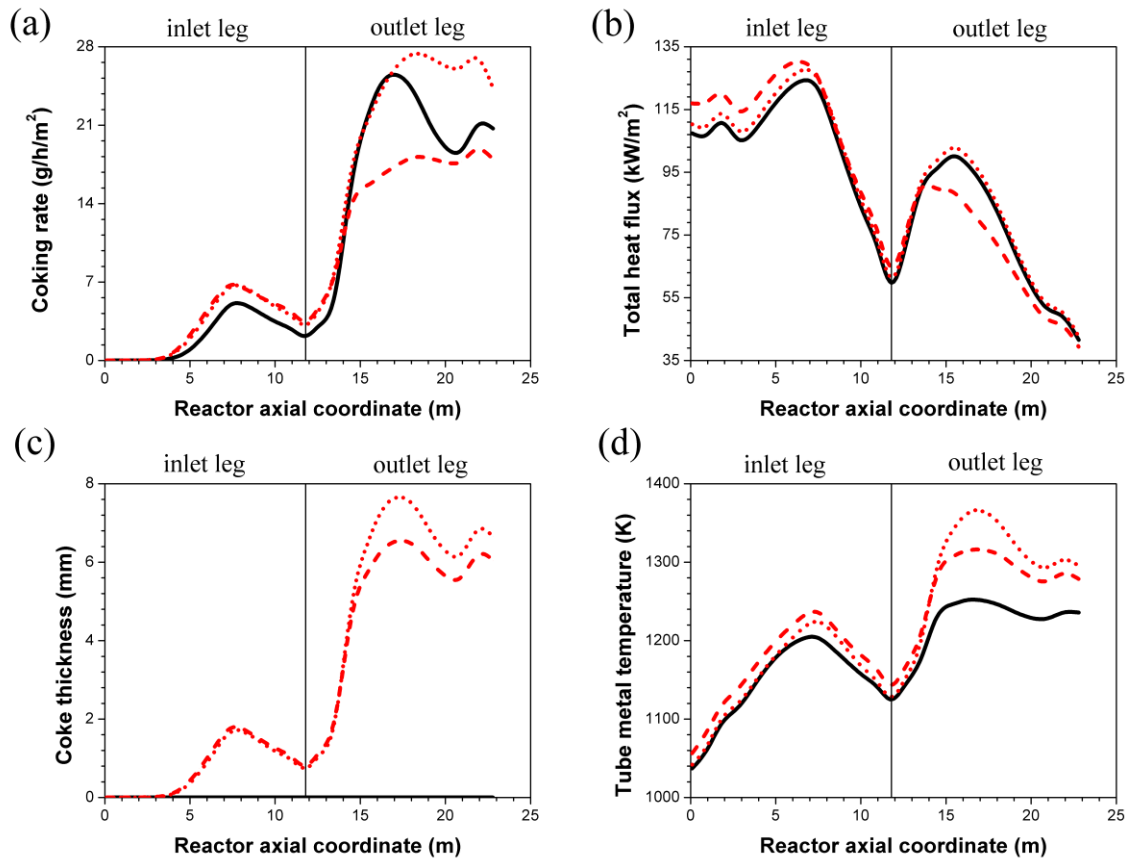 (a)
inlet leg
outlet leg
28
21
14
7
0
Coking rate (g/h/m²)
0
5
10
15
20
25
Reactor axial coordinate (m)
(b)
inlet leg
outlet leg
135
115
95
75
55
35
Total heat flux (kW/m²)
0
5
10
15
20
25
Reactor axial coordinate (m)
(c)
inlet leg
outlet leg
8
6
4
2
0
Coke thickness (mm)
0
5
10
15
20
25
Reactor axial coordinate (m)
(d)
inlet leg
outlet leg
1400
1300
1200
1100
1000
Tube metal temperature (K)
0
5
10
15
20
25
Reactor axial coordinate (m)